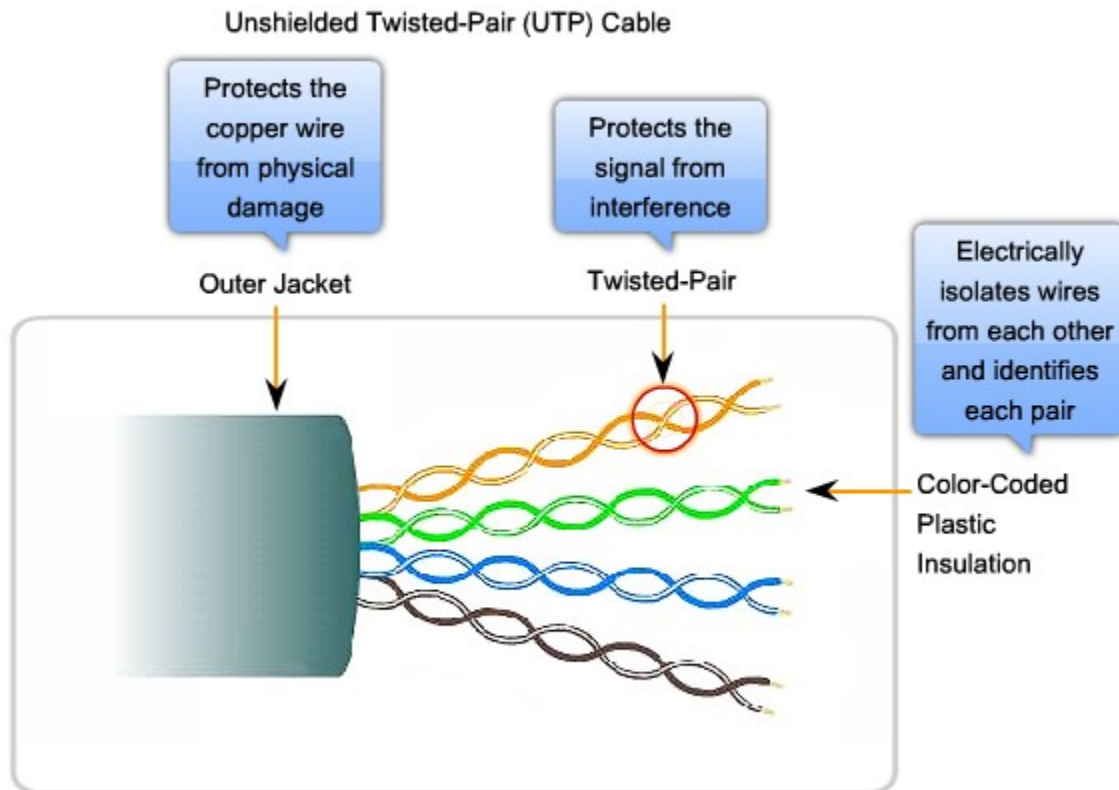 Unshielded Twisted-Pair (UTP) Cable
Protects the
copper wire
from physical
damage
Protects the
signal from
interference
Outer Jacket
Twisted-Pair
Electrically
isolates wires
from each other
and identifies
each pair
Color-Coded
Plastic
Insulation